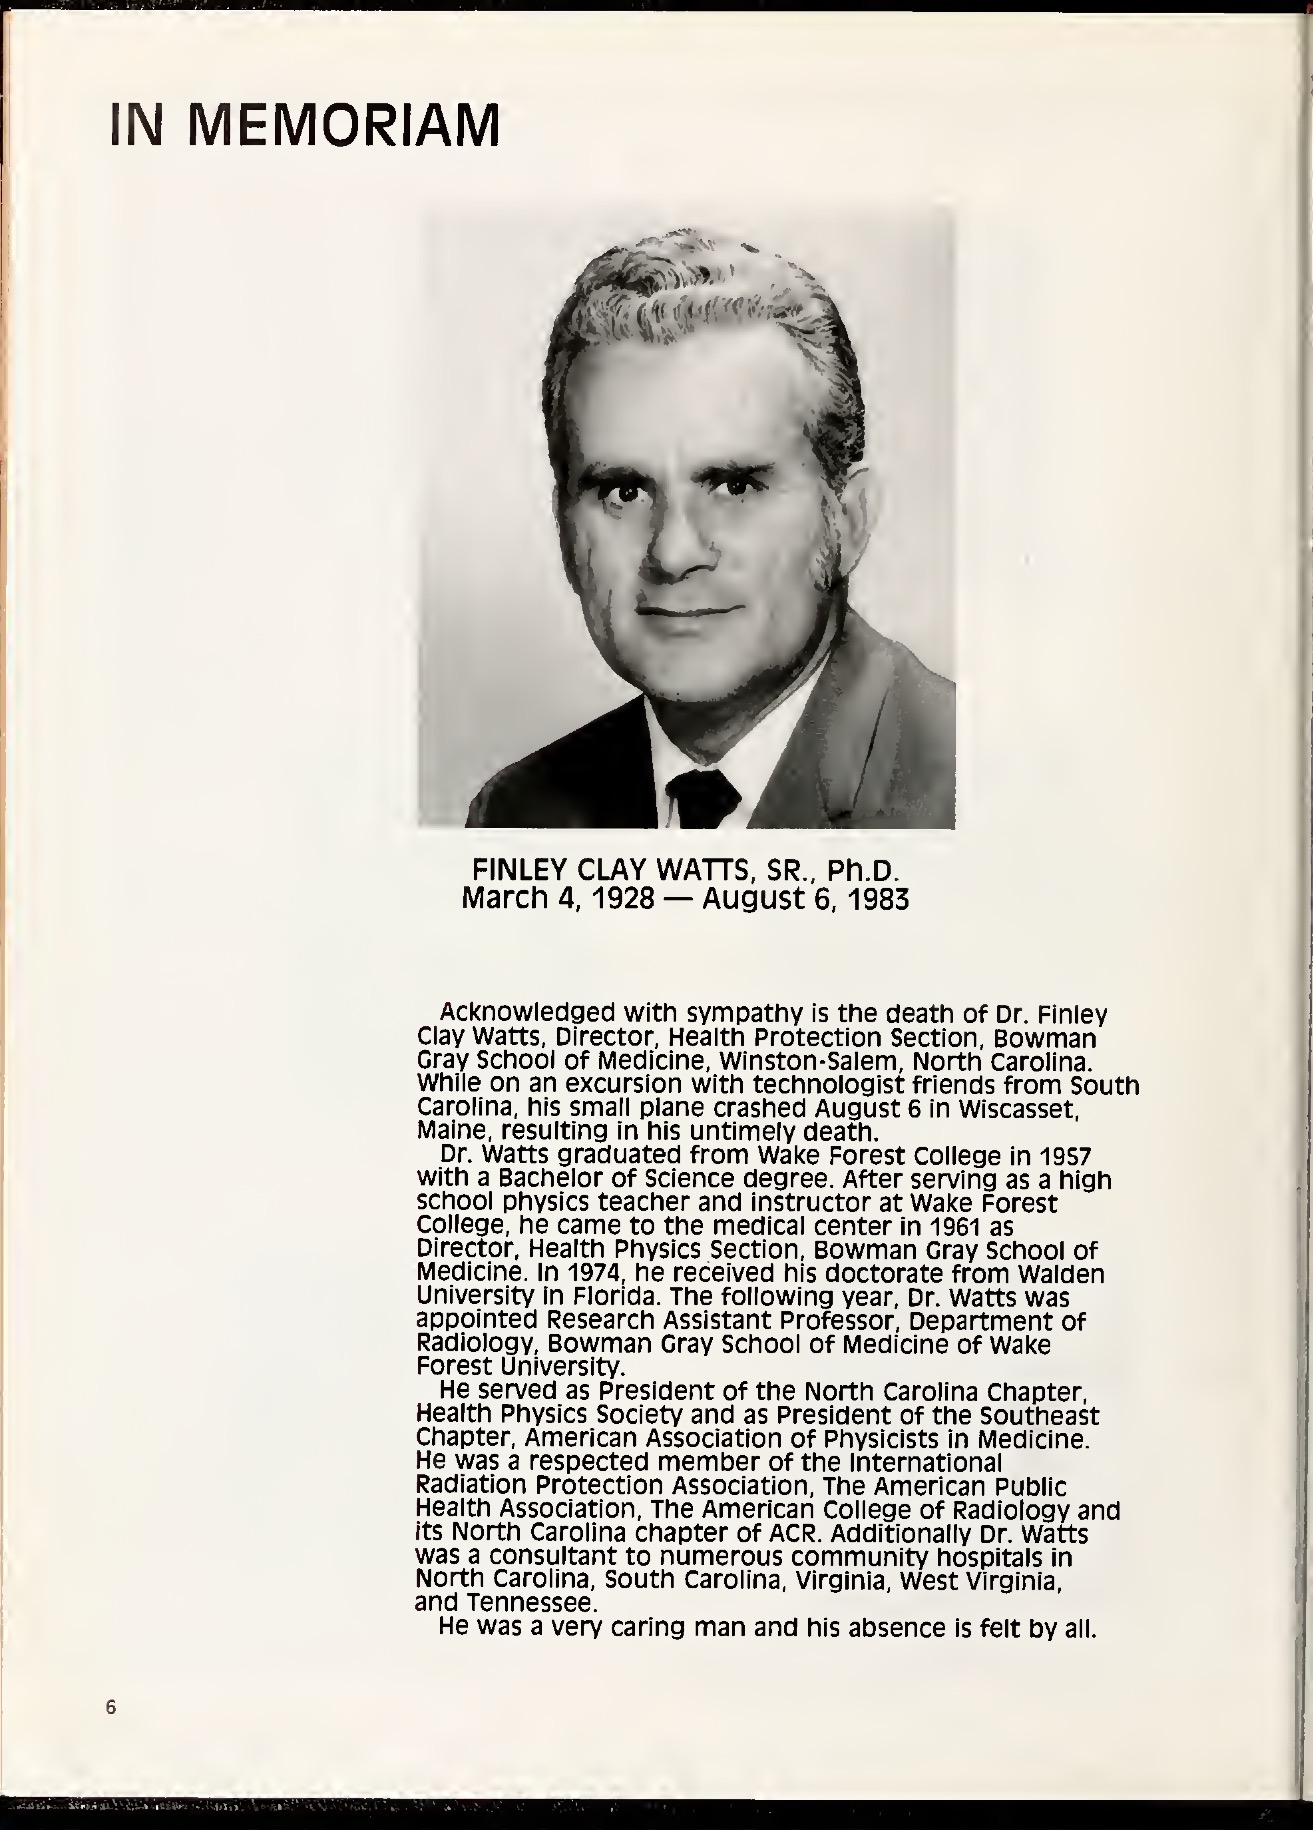 IN MEMORIAM
FINLEY CLAY WATTS, SR., Ph.D.
March 4, 1928 — August 6, 1983
Acknowledged with sympathy is the death of Dr. Finley
Clay Watts, Director, Health Protection Section, Bowman
Gray School of Medicine, Winston-Salem, North Carolina.
While on an excursion with technologist friends from South
Carolina, his small plane crashed August 6 in Wiscasset,
Maine, resulting in his untimely death.
Dr. Watts graduated from Wake Forest College in 1957
with a Bachelor of Science degree. After serving as a high
school physics teacher and instructor at Wake Forest
College, he came to the medical center in 1961 as
Director, Health Physics Section, Bowman Gray School of
Medicine. In 1974, he received his doctorate from Walden
University in Florida. The following year, Dr. Watts was
appointed Research Assistant Professor, Department of
Radiology, Bowman Gray School of Medicine of Wake
Forest University.
He served as President of the North Carolina Chapter,
Health Physics Society and as President of the Southeast
Chapter, American Association of Physicists in Medicine.
He was a respected member of the International
Radiation Protection Association, The American Public
Health Association, The American College of Radiology and
its North Carolina chapter of ACR. Additionally Dr. Watts
was a consultant to numerous community hospitals in
North Carolina, South Carolina, Virginia, West Virginia,
and Tennessee.
He was a very caring man and his absence is felt by all.
6